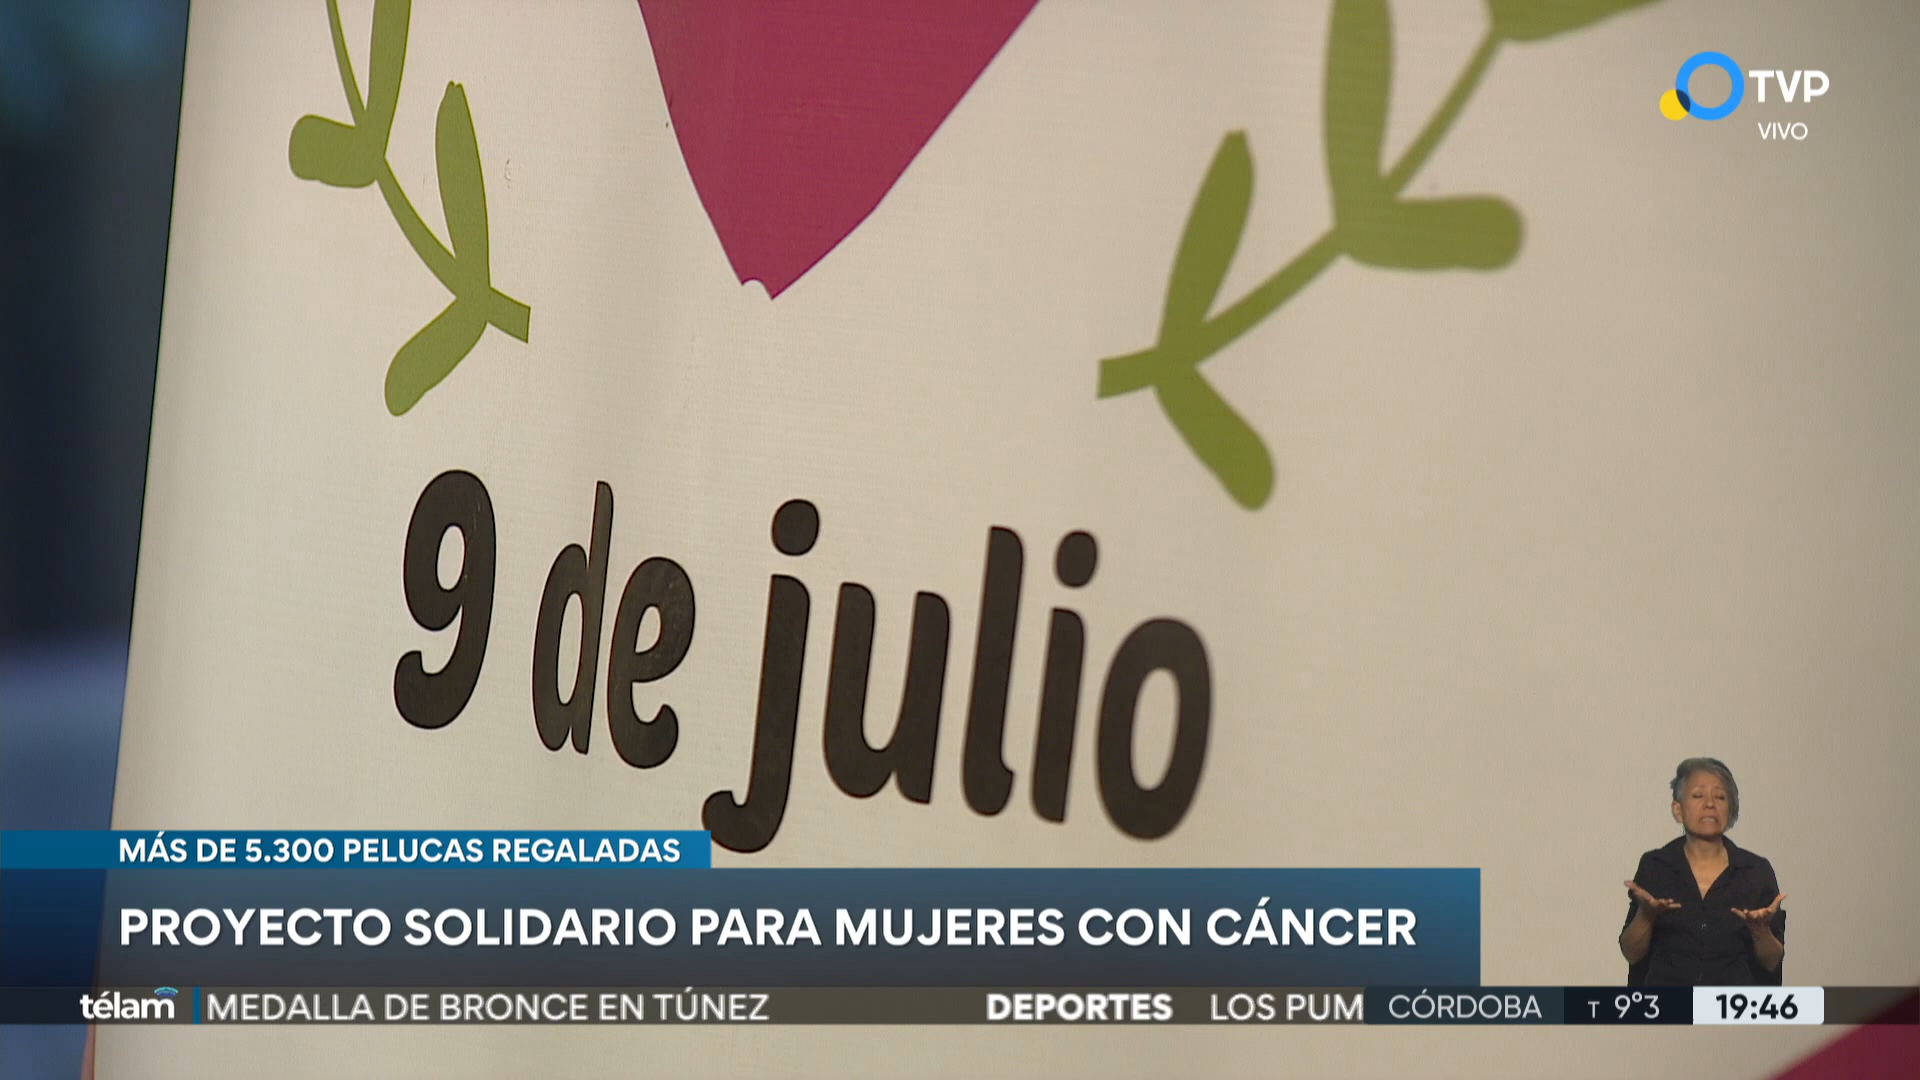 TVP
VIVO
9 de julio
MÁS DE 5.300 PELUCAS REGALADAS
PROYECTO SOLIDARIO PARA MUJERES CON CÁNCER
télam MEDALLA DE BRONCE EN TÚNEZ DEPORTES LOS PUM CÓRDOBA T 9°3 19:46